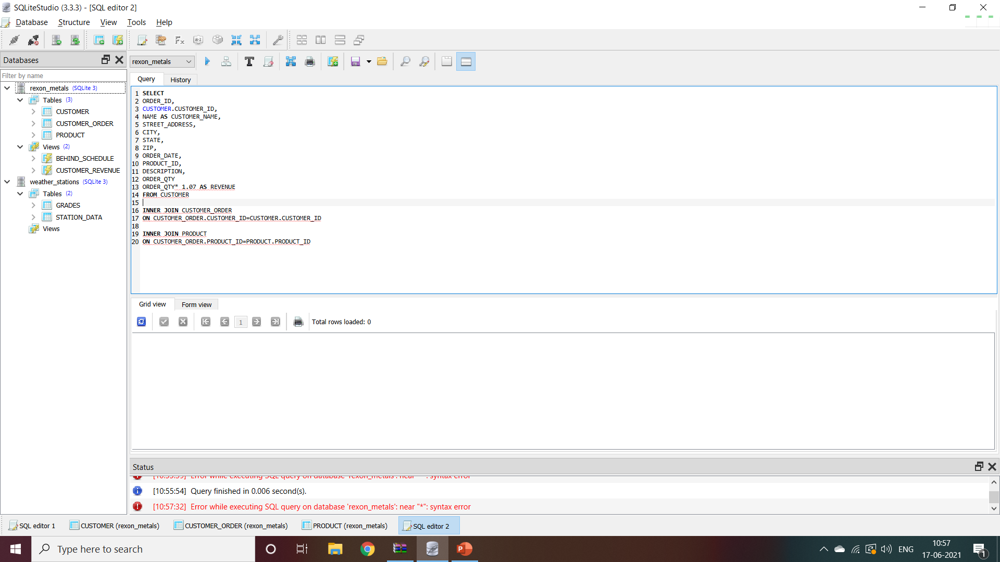 SQLiteStudio (3.3.3) - [SQL editor 2]
Database Structure View Tools Help
Databases
rexon_metals
Filter by name
Query History
rexon_metals (SQLite 3)
Tables (3)
CUSTOMER
CUSTOMER_ORDER
PRODUCT
Views (2)
BEHIND_SCHEDULE
CUSTOMER_REVENUE
weather_stations (SQLite 3)
Tables (2)
GRADES
STATION_DATA
Views
1 SELECT
2 ORDER_ID,
3 CUSTOMER.CUSTOMER_ID,
4 NAME AS CUSTOMER_NAME,
5 STREET_ADDRESS,
6 CITY,
7 STATE,
8 ZIP,
9 ORDER_DATE,
10 PRODUCT_ID,
11 DESCRIPTION,
12 ORDER_QTY
13 ORDER_QTY* 1.07 AS REVENUE
14 FROM CUSTOMER
15
16 INNER JOIN CUSTOMER_ORDER
17 ON CUSTOMER_ORDER.CUSTOMER_ID=CUSTOMER.CUSTOMER_ID
18
19 INNER JOIN PRODUCT
20 ON CUSTOMER_ORDER.PRODUCT_ID=PRODUCT.PRODUCT_ID
Grid view Form view
1 Total rows loaded: 0
Status
Error while executing SQL query on database 'rexon_metals': near syntax error
[10:55:54] Query finished in 0.006 second(s).
[10:57:32] Error while executing SQL query on database 'rexon_metals': near "*": syntax error
SQL editor 1 CUSTOMER (rexon_metals) CUSTOMER_ORDER (rexon_metals) PRODUCT (rexon_metals) SQL editor 2
Type here to search
ENG
10:57
17-06-2021
1